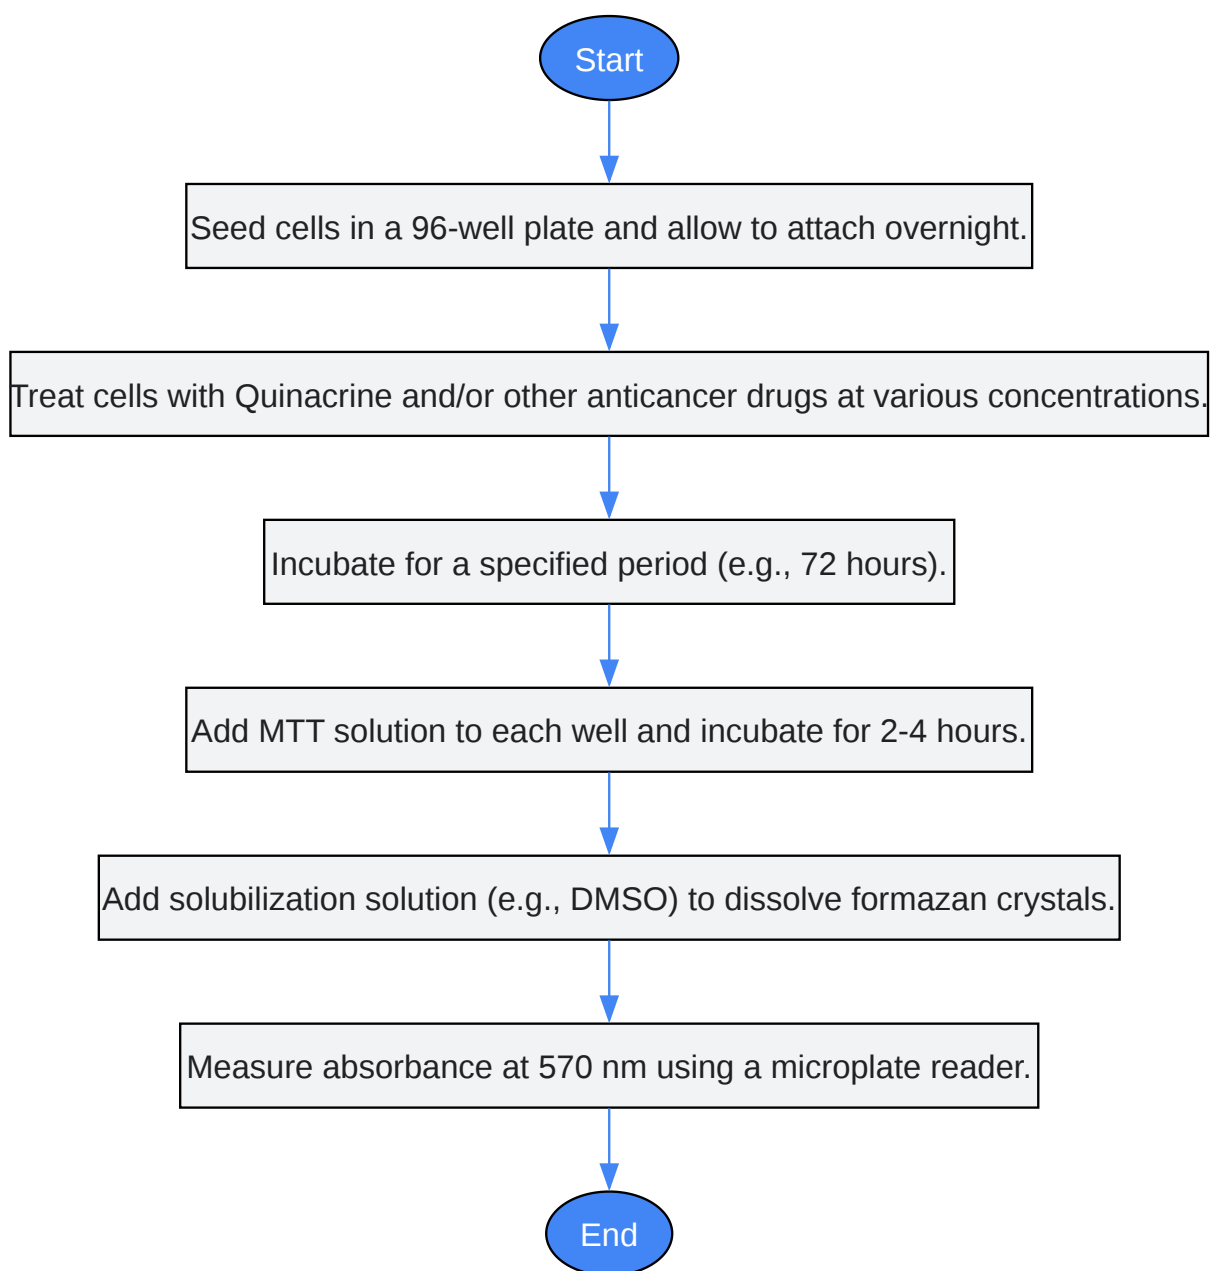 Start
Seed cells in a 96-well plate and allow to attach overnight.
Treat cells with Quinacrine and/or other anticancer drugs at various concentrations.
Incubate for a specified period (e.g., 72 hours).
Add MTT solution to each well and incubate for 2-4 hours.
Add solubilization solution (e.g., DMSO) to dissolve formazan crystals.
Measure absorbance at 570 nm using a microplate reader.
End